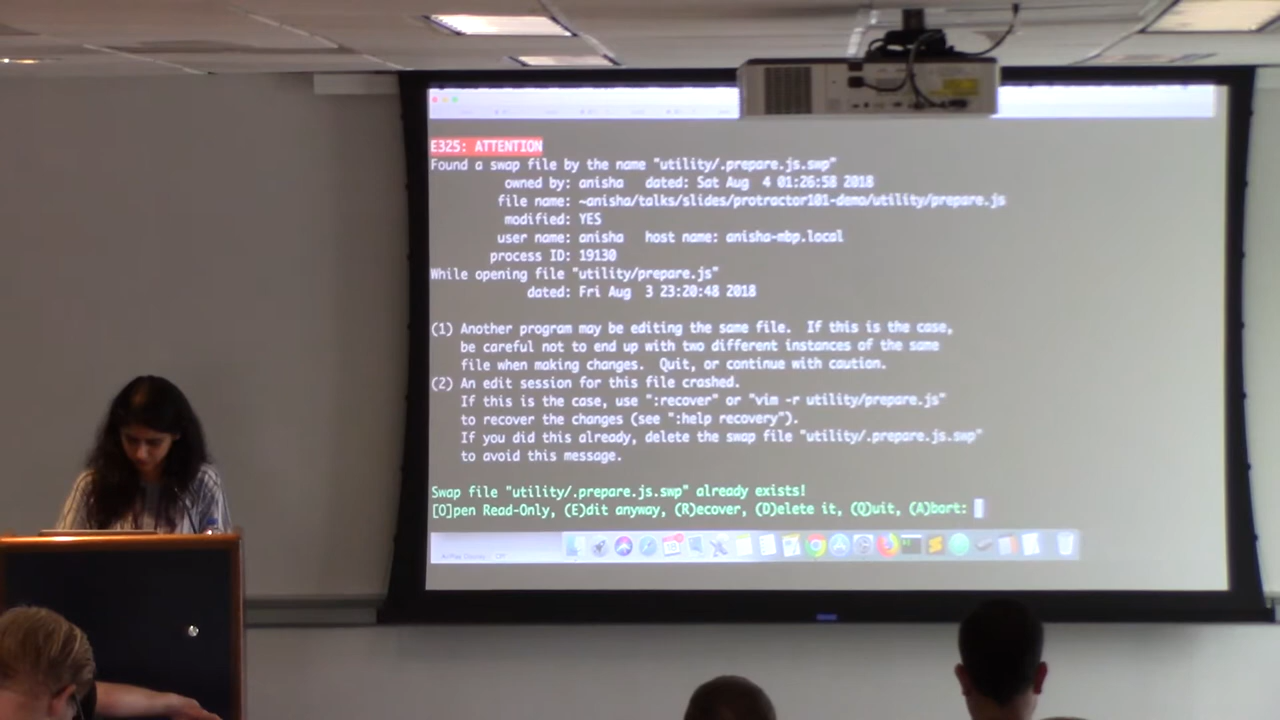 E325: ATTENTION
Found a swap file by the name "utility/.prepare.js.swp"
owned by: anisha dated: Sat Aug 4 01:26:58 2018
file name: ~anisha/talks/slides/protractor101-demo/utility/prepare.js
modified: YES
user name: anisha host name: anisha-mbp.local
process ID: 19130
While opening file "utility/prepare.js"
dated: Fri Aug 3 23:20:48 2018
(1) Another program may be editing the same file. If this is the case,
be careful not to end up with two different instances of the same
file when making changes. Quit, or continue with caution.
(2) An edit session for this file crashed.
If this is the case, use ":recover" or "vim -r utility/prepare.js"
to recover the changes (see ":help recovery").
If you did this already, delete the swap file "utility/.prepare.js.swp"
to avoid this message.
Swap file "utility/.prepare.js.swp" already exists!
[O]pen Read-Only, (E)dit anyway, (R)ecover, (D)elete it, (Q)uit, (A)bort:
AirPlay Display